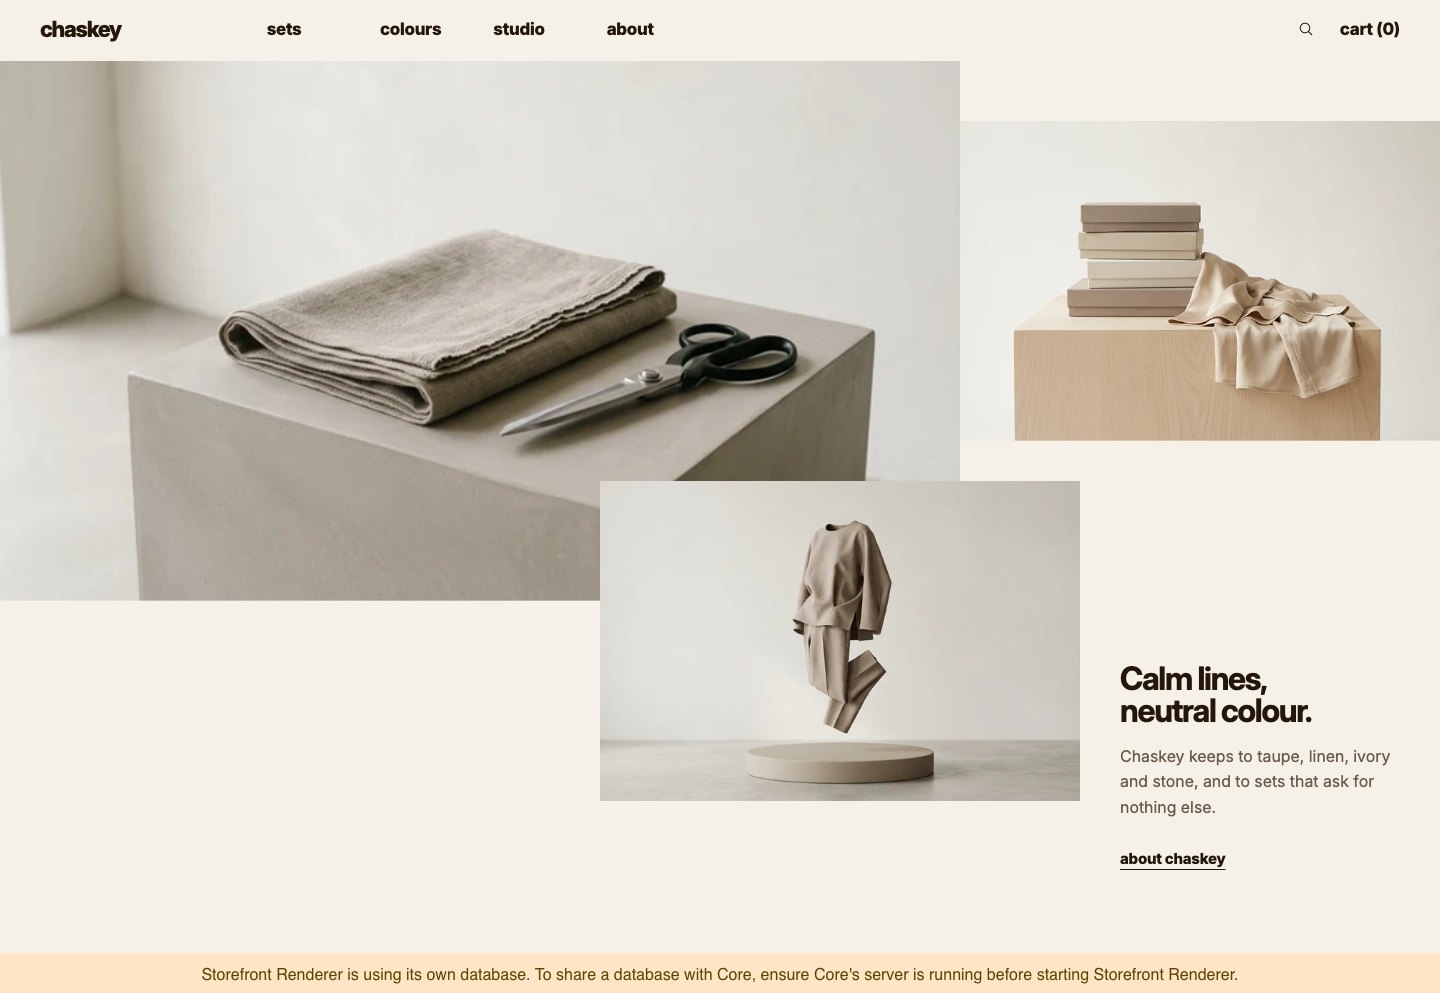 chaskey
sets
colours
studio
about
cart (0)
Calm lines,
neutral colour.
Chaskey keeps to taupe, linen, ivory
and stone, and to sets that ask for
nothing else.
about chaskey
Storefront Renderer is using its own database. To share a database with Core, ensure Core's server is running before starting Storefront Renderer.